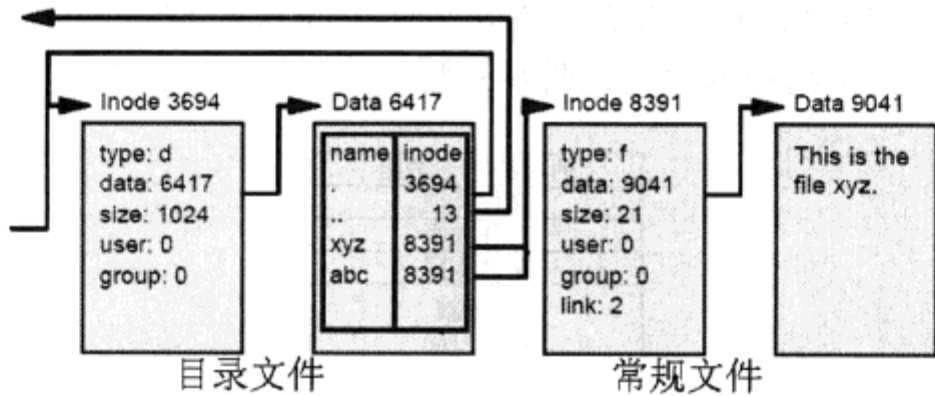 Inode 3694
type: d
data: 6417
size: 1024
user: 0
group: 0
Data 6417
name inode
. 3694
.. 13
xyz 8391
abc 8391
目录文件
Inode 8391
type: f
data: 9041
size: 21
user: 0
group: 0
link: 2
Data 9041
This is the
file xyz.
常规文件